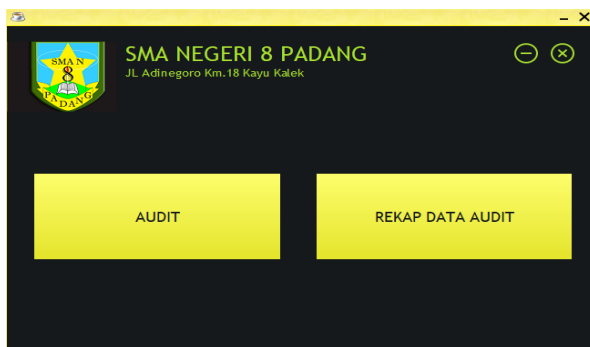 SMA NEGERI 8 PADANG
JL Adinegoro Km.18 Kayu Kalek
SMA N
8
PADANG
AUDIT
REKAP DATA AUDIT